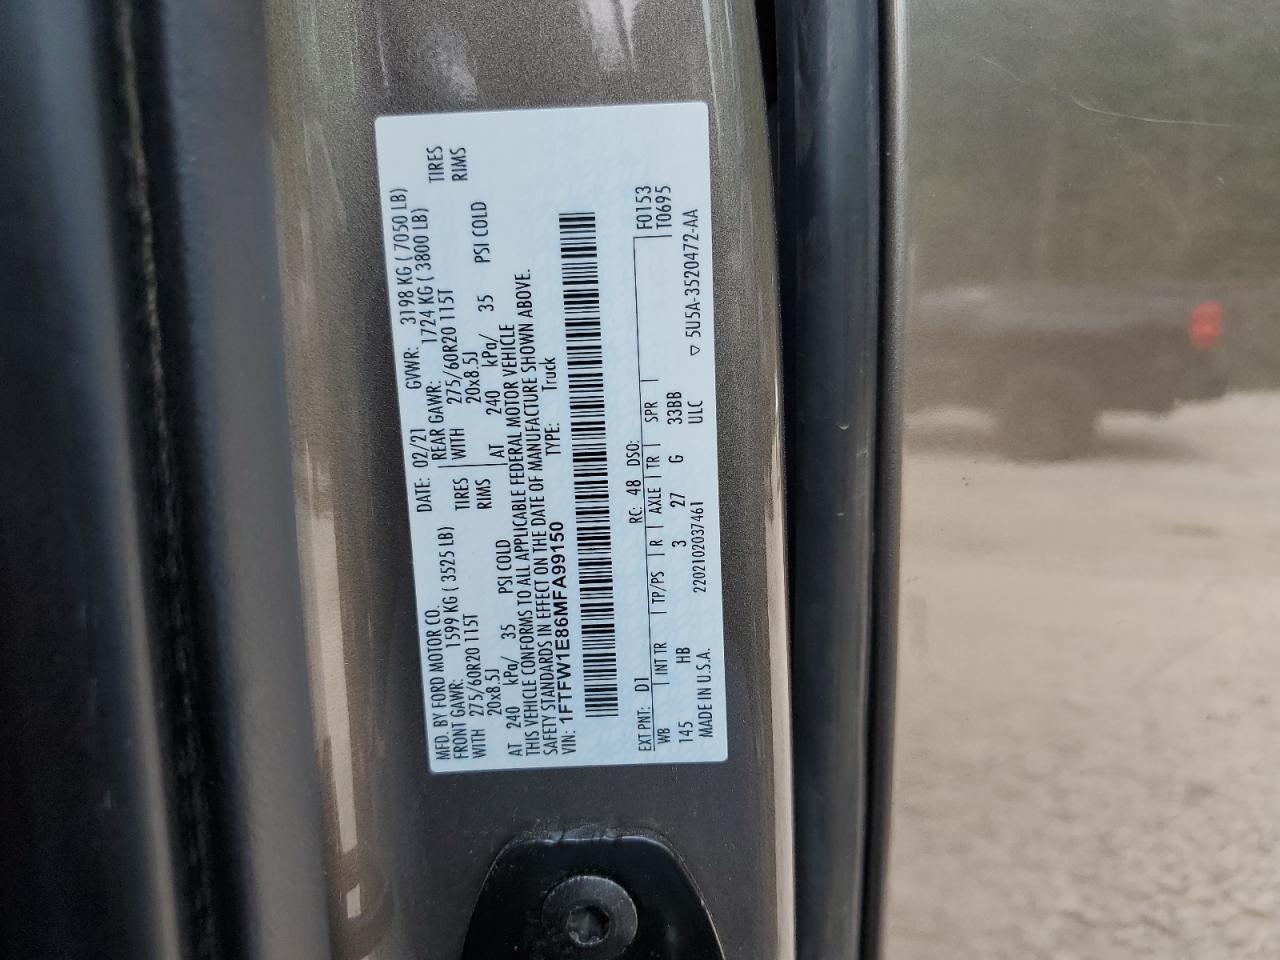 MFD. BY FORD MOTOR CO.
DATE: 02/21 GVWR: 3198 KG ( 7050 LB)
FRONT GAWR: 1599 KG ( 3525 LB) REAR GAWR: 1724 KG ( 3800 LB)
WITH 275/60R20 115T TIRES WITH 275/60R20 115T TIRES
20x8.5J RIMS 20x8.5J RIMS
AT 240 kPa/ 35 PSI COLD AT 240 kPa/ 35 PSI COLD
THIS VEHICLE CONFORMS TO ALL APPLICABLE FEDERAL MOTOR VEHICLE
SAFETY STANDARDS IN EFFECT ON THE DATE OF MANUFACTURE SHOWN ABOVE.
VIN: 1FTFW1E86MFA99150 TYPE: Truck
EXT PNT: D1 RC: 48 DSO: F0153
WB INT TR TP/PS R AXLE TR SPR T0695
145 HB 3 27 G 33BB
MADE IN U.S.A. 2202102037461 ULC ▽ 5U5A-3520472-AA